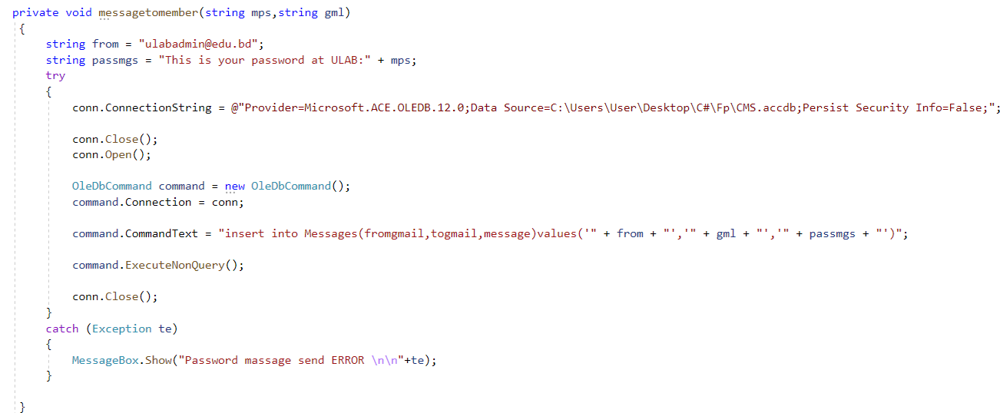 private void messagetomember(string mps,string gml)
{
string from = "ulabadmin@edu.bd";
string passmgs = "This is your password at ULAB:" + mps;
try
{
conn.ConnectionString = @"Provider=Microsoft.ACE.OLEDB.12.0;Data Source=C:\Users\User\Desktop\C#\Fp\CMS.accdb;Persist Security Info=False;";
conn.Close();
conn.Open();
OleDbCommand command = new OleDbCommand();
command.Connection = conn;
command.CommandText = "insert into Messages(fromgmail,togmail,message)values('" + from + "','" + gml + "','" + passmgs + "')";
command.ExecuteNonQuery();
conn.Close();
}
catch (Exception te)
{
MessageBox.Show("Password massage send ERROR \n\n"+te);
}
}